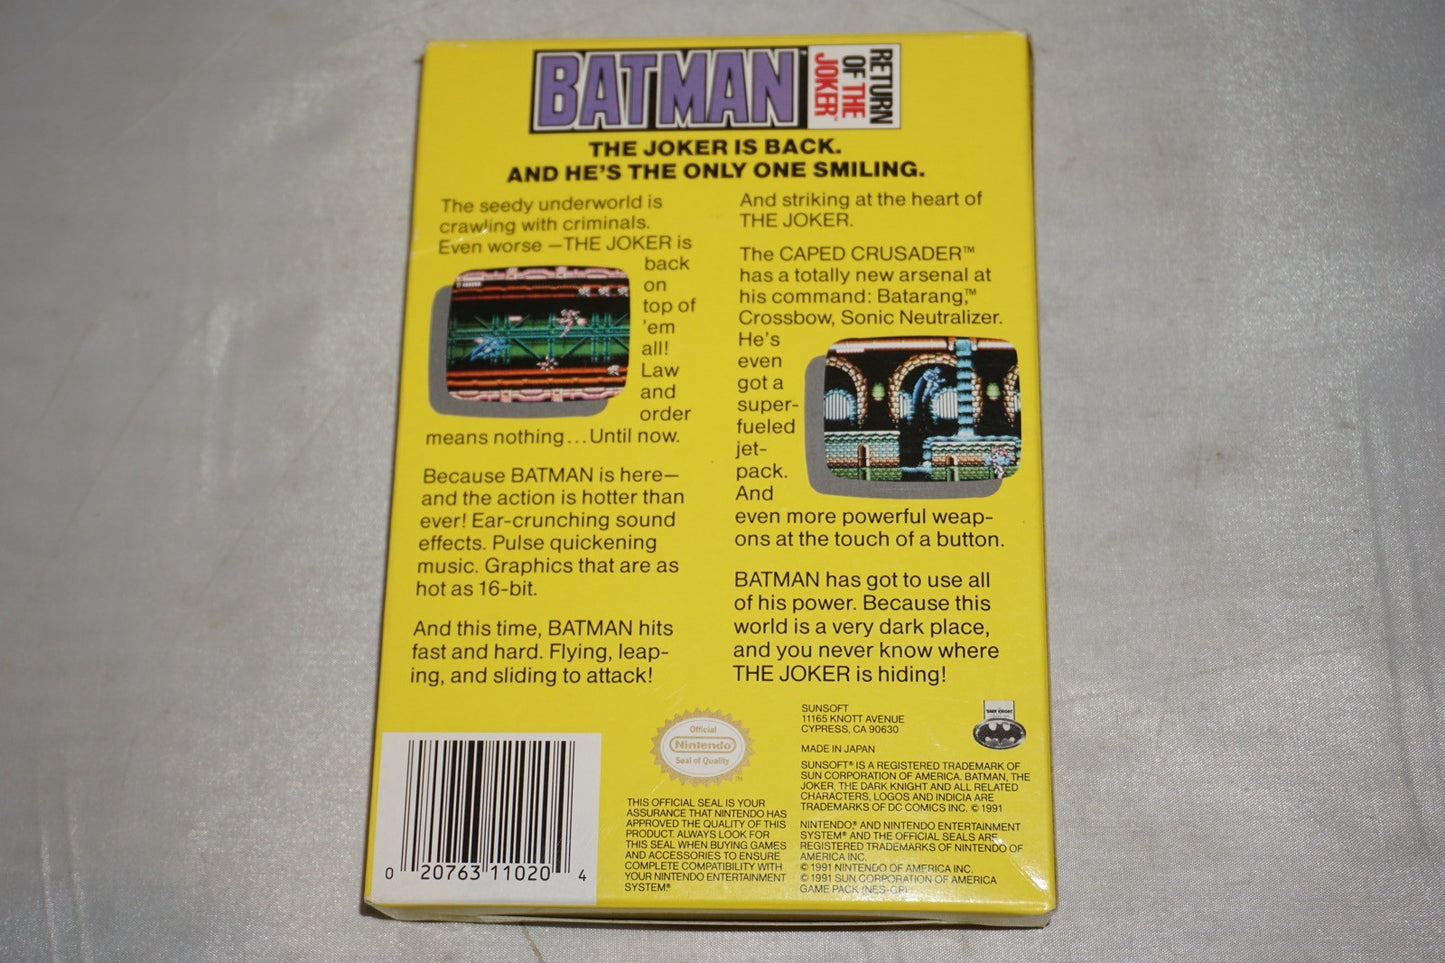 BATMAN™
RETURN
OF THE
JOKER™
THE JOKER IS BACK.
AND HE'S THE ONLY ONE SMILING.
The seedy underworld is
crawling with criminals.
Even worse —THE JOKER is
back
on
top of
'em
all!
Law
and
order
means nothing...Until now.
Because BATMAN is here—
and the action is hotter than
ever! Ear-crunching sound
effects. Pulse quickening
music. Graphics that are as
hot as 16-bit.
And this time, BATMAN hits
fast and hard. Flying, leap-
ing, and sliding to attack!
And striking at the heart of
THE JOKER.
The CAPED CRUSADER™
has a totally new arsenal at
his command: Batarang,™
Crossbow, Sonic Neutralizer.
He's
even
got a
super-
fueled
jet-
pack.
And
even more powerful weap-
ons at the touch of a button.
BATMAN has got to use all
of his power. Because this
world is a very dark place,
and you never know where
THE JOKER is hiding!
0 20763 11020 4
Official
Nintendo
Seal of Quality
™
THIS OFFICIAL SEAL IS YOUR
ASSURANCE THAT NINTENDO HAS
APPROVED THE QUALITY OF THIS
PRODUCT. ALWAYS LOOK FOR
THIS SEAL WHEN BUYING GAMES
AND ACCESSORIES TO ENSURE
COMPLETE COMPATIBILITY WITH
YOUR NINTENDO ENTERTAINMENT
SYSTEM.®
SUNSOFT
11165 KNOTT AVENUE
CYPRESS, CA 90630
MADE IN JAPAN
SUNSOFT® IS A REGISTERED TRADEMARK OF
SUN CORPORATION OF AMERICA. BATMAN, THE
JOKER, THE DARK KNIGHT AND ALL RELATED
CHARACTERS, LOGOS AND INDICIA ARE
TRADEMARKS OF DC COMICS INC. © 1991
NINTENDO,® AND NINTENDO ENTERTAINMENT
SYSTEM® AND THE OFFICIAL SEALS ARE
REGISTERED TRADEMARKS OF NINTENDO OF
AMERICA INC.
© 1991 NINTENDO OF AMERICA INC.
© 1991 SUN CORPORATION OF AMERICA
GAME PACK (NES-GP)